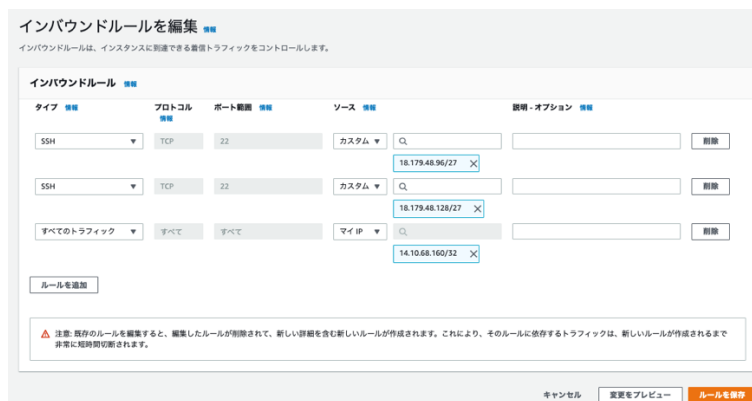 インバウンドルールを編集 情報
インバウンドルールは、インスタンスに到達できる着信トラフィックをコントロールします。
インバウンドルール 情報
タイプ 情報 プロトコル 情報 ポート範囲 情報 ソース 情報 説明 - オプション 情報
SSH TCP 22 カスタム 削除
18.179.48.96/27
SSH TCP 22 カスタム 削除
18.179.48.128/27
すべてのトラフィック すべて すべて マイ IP 削除
14.10.68.160/32
ルールを追加
注意: 既存のルールを編集すると、編集したルールが削除されて、新しい詳細を含む新しいルールが作成されます。これにより、そのルールに依存するトラフィックは、新しいルールが作成されるまで
非常に短時間切断されます。
キャンセル 変更をプレビュー ルールを保存